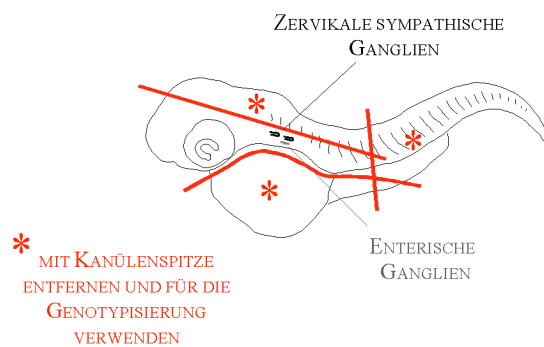 Zervikale sympathische
Ganglien
*
*
*
Enterische
Ganglien
*
mit Kanülenspitze
entfernen und für die
Genotypisierung
verwenden